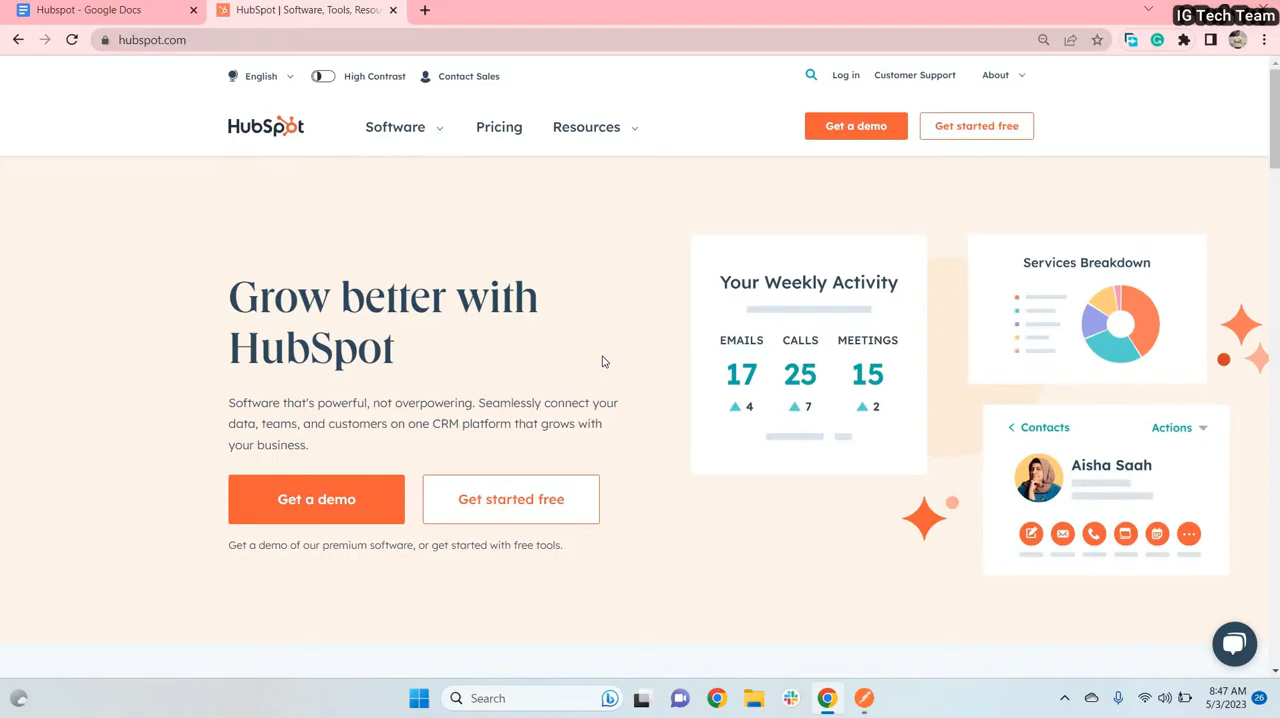 Hubspot - Google Docs
HubSpot | Software, Tools, Resou
IG Tech Team
hubspot.com
English
High Contrast
Contact Sales
Log in
Customer Support
About
HubSpot
Software
Pricing
Resources
Get a demo
Get started free
Grow better with
HubSpot
Software that's powerful, not overpowering. Seamlessly connect your
data, teams, and customers on one CRM platform that grows with
your business.
Get a demo
Get started free
Get a demo of our premium software, or get started with free tools.
Your Weekly Activity
EMAILS CALLS MEETINGS
17 25 15
4 7 2
Services Breakdown
Contacts
Actions
Aisha Saah
Search
8:47 AM
5/3/2023
26